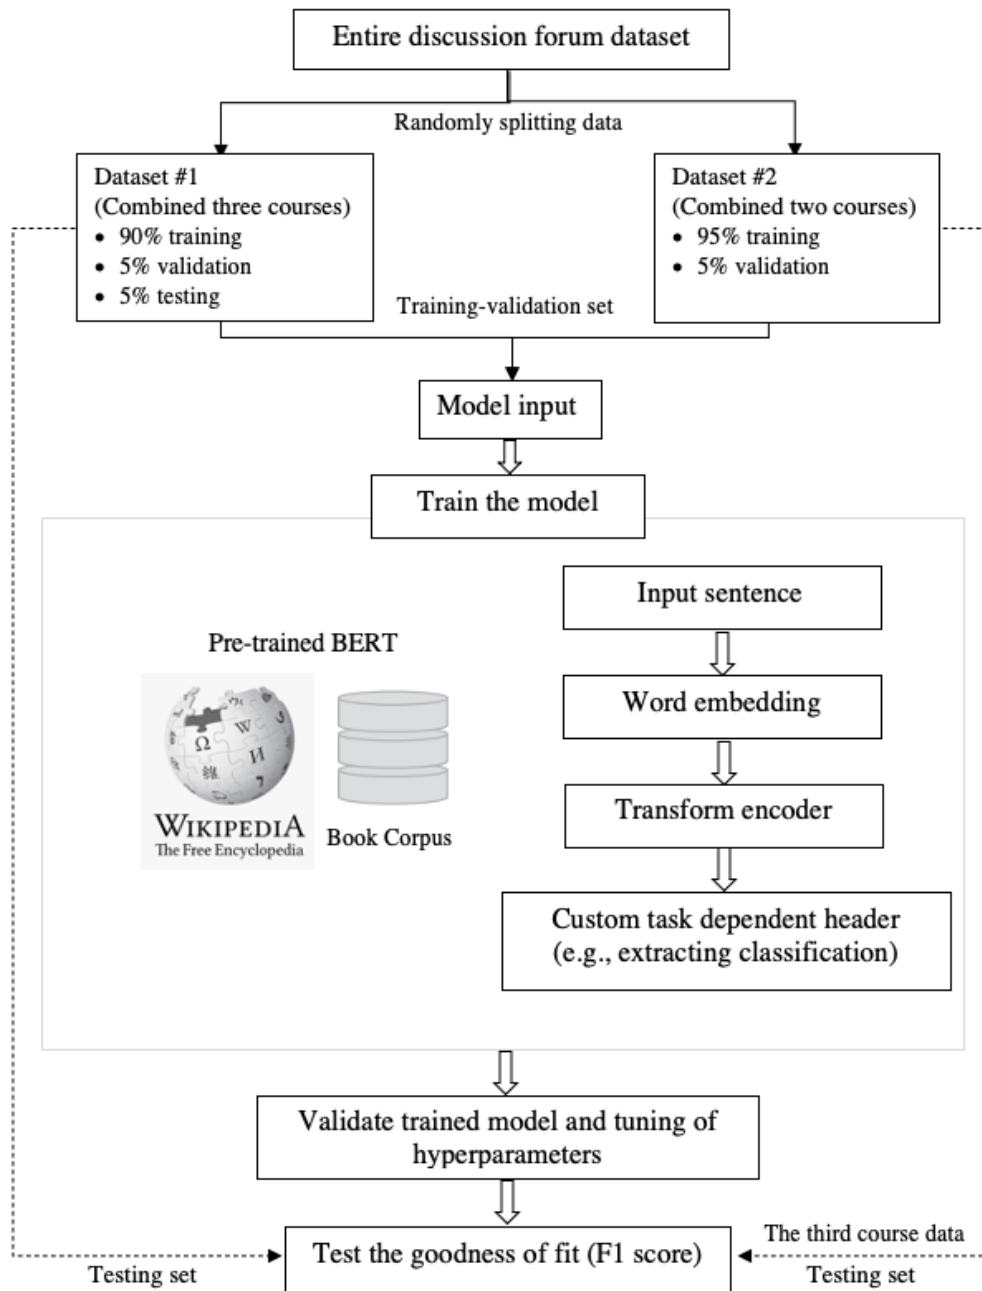 Entire discussion forum dataset
Randomly splitting data
Dataset #1
(Combined three courses)
• 90% training
• 5% validation
• 5% testing
Dataset #2
(Combined two courses)
• 95% training
• 5% validation
Training-validation set
Model input
Train the model
Pre-trained BERT
Ω W И
維
WIKIPEDIA
The Free Encyclopedia
Book Corpus
Input sentence
Word embedding
Transform encoder
Custom task dependent header
(e.g., extracting classification)
Validate trained model and tuning of
hyperparameters
Test the goodness of fit (F1 score)
Testing set
The third course data
Testing set